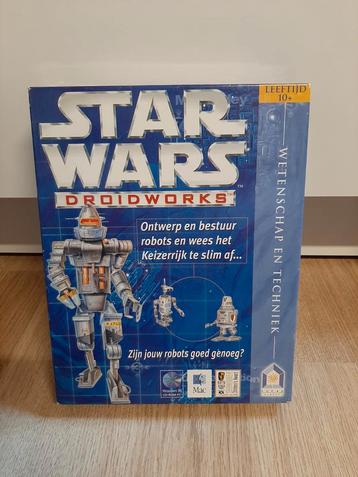 STAR
WARS
DROIDWORKS™
LEEFTIJD
10+
WETENSCHAP EN TECHNIEK
Ontwerp en bestuur
robots en wees het
Keizerrijk te slim af...
Zijn jouw robots goed genoeg?
Mac